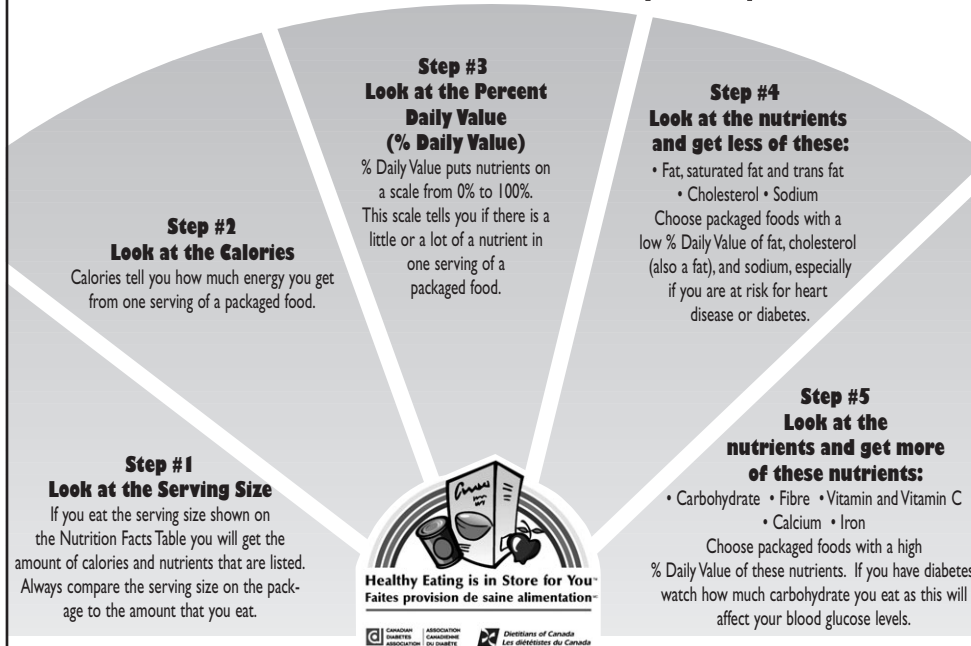 Step #1
Look at the Serving Size
If you eat the serving size shown on
the Nutrition Facts Table you will get the
amount of calories and nutrients that are listed.
Always compare the serving size on the pack-
age to the amount that you eat.
Step #2
Look at the Calories
Calories tell you how much energy you get
from one serving of a packaged food.
Step #3
Look at the Percent
Daily Value
(% Daily Value)
% Daily Value puts nutrients on
a scale from 0% to 100%.
This scale tells you if there is a
little or a lot of a nutrient in
one serving of a
packaged food.
Step #4
Look at the nutrients
and get less of these:
• Fat, saturated fat and trans fat
• Cholesterol • Sodium
Choose packaged foods with a
low % Daily Value of fat, cholesterol
(also a fat), and sodium, especially
if you are at risk for heart
disease or diabetes.
Step #5
Look at the
nutrients and get more
of these nutrients:
• Carbohydrate • Fibre • Vitamin and Vitamin C
• Calcium • Iron
Choose packaged foods with a high
% Daily Value of these nutrients. If you have diabetes
watch how much carbohydrate you eat as this will
affect your blood glucose levels.
Healthy Eating is in Store for You™
Faites provision de saine alimentation
CANADIAN DIABETES ASSOCIATION | ASSOCIATION CANADIENNE DU DIABÈTE
Dietitians of Canada
Les diététistes du Canada